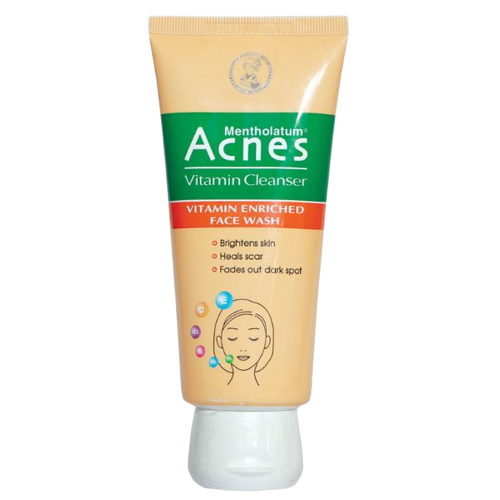 Mentholatum®
Acnes
Vitamin Cleanser
VITAMIN ENRICHED
FACE WASH
Brightens skin
Heals scar
Fades out dark spot
E
C